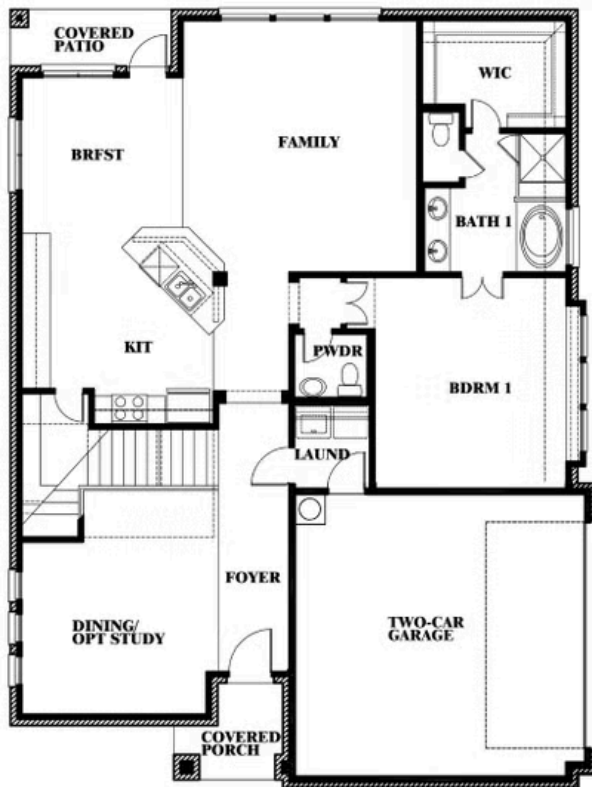 COVERED
PATIO
WIC
BRFST
FAMILY
BATH 1
KIT
PWDR
BDRM 1
LAUND
FOYER
DINING/
OPT STUDY
TWO-CAR
GARAGE
COVERED
PORCH